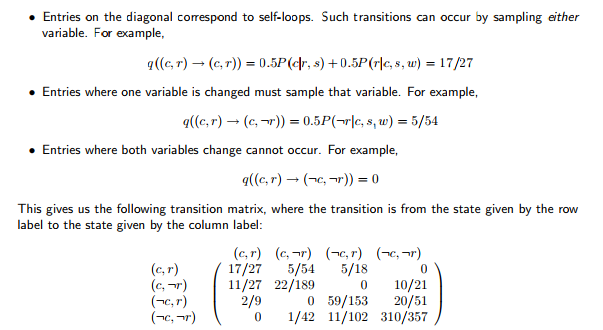 • Entries on the diagonal correspond to self-loops. Such transitions can occur by sampling either
variable. For example,
q((c, r) → (c, r)) = 0.5P(c|r, s) + 0.5P(r|c, s, w) = 17/27
• Entries where one variable is changed must sample that variable. For example,
q((c, r) → (c, ¬r)) = 0.5P(¬r|c, s, w) = 5/54
• Entries where both variables change cannot occur. For example,
q((c, r) → (¬c, ¬r)) = 0
This gives us the following transition matrix, where the transition is from the state given by the row
label to the state given by the column label:
(c, r) (c, ¬r) (¬c, r) (¬c, ¬r)
(c, r) 17/27 5/54 5/18 0
(c, ¬r) 11/27 22/189 0 10/21
(¬c, r) 2/9 0 59/153 20/51
(¬c, ¬r) 0 1/42 11/102 310/357